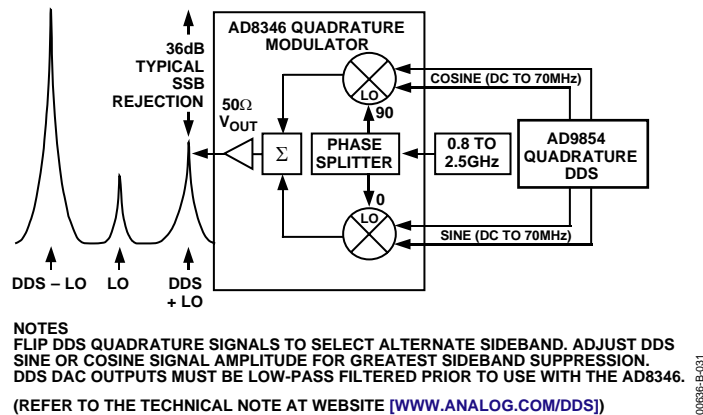 AD8346 QUADRATURE
MODULATOR
36dB
TYPICAL
SSB
REJECTION
50Ω
VOUT
Σ
LO
90
PHASE
SPLITTER
0
LO
0.8 TO
2.5GHz
COSINE (DC TO 70MHz)
AD9854
QUADRATURE
DDS
SINE (DC TO 70MHz)
DDS – LO
LO
DDS
+ LO
NOTES
FLIP DDS QUADRATURE SIGNALS TO SELECT ALTERNATE SIDEBAND. ADJUST DDS
SINE OR COSINE SIGNAL AMPLITUDE FOR GREATEST SIDEBAND SUPPRESSION.
DDS DAC OUTPUTS MUST BE LOW-PASS FILTERED PRIOR TO USE WITH THE AD8346.
(REFER TO THE TECHNICAL NOTE AT WEBSITE [WWW.ANALOG.COM/DDS])
00636-B-031